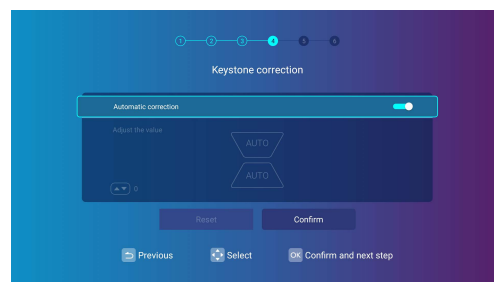 1 2 3 4 5 6
Keystone correction
Automatic correction
Adjust the value
AUTO
AUTO
0
Reset Confirm
Previous Select OK Confirm and next step